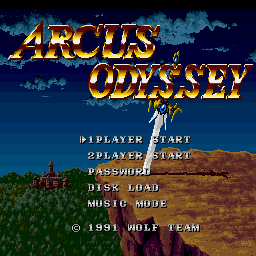 ARCUS
ODYSSEY
1PLAYER START
2PLAYER START
PASSWORD
DISK LOAD
MUSIC MODE
© 1991 WOLF TEAM